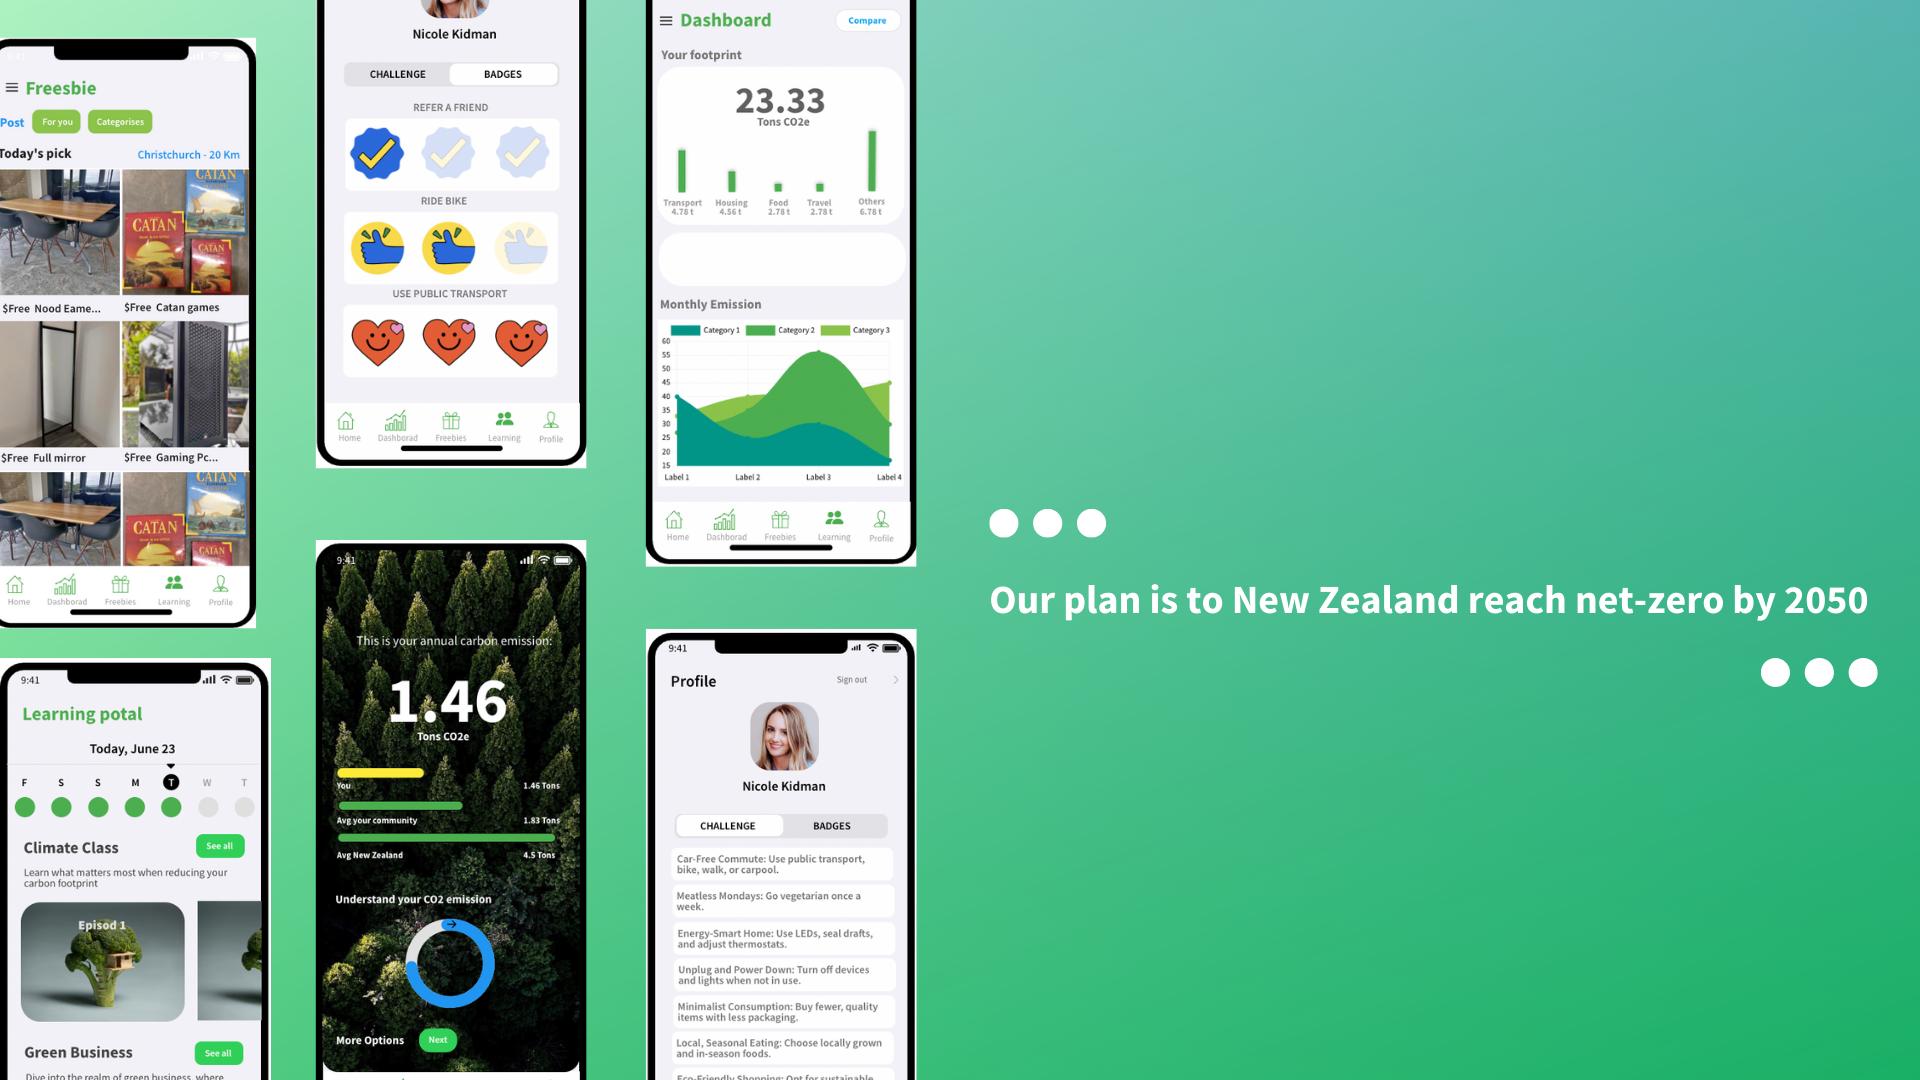 Freesbie
Post
For you
Categorises
Today's pick
Christchurch - 20 Km
CATAN
CATAN
CATAN
$Free Nood Eame...
$Free Catan games
$Free Full mirror
$Free Gaming Pc...
CATAN
CATAN
CATAN
Home
Dashborad
Freebies
Learning
Profile
9:41
Learning potal
Today, June 23
F S S M T W T
Climate Class
See all
Learn what matters most when reducing your
carbon footprint
Episod 1
Green Business
See all
Dive into the realm of green business, where
Nicole Kidman
CHALLENGE
BADGES
REFER A FRIEND
RIDE BIKE
USE PUBLIC TRANSPORT
Home
Dashborad
Freebies
Learning
Profile
9:41
This is your annual carbon emission:
1.46
Tons CO2e
You
1.46 Tons
Avg your community
1.83 Tons
Avg New Zealand
4.5 Tons
Understand your CO2 emission
More Options
Next
Dashboard
Compare
Your footprint
23.33
Tons CO2e
Transport
4.78 t
Housing
4.56 t
Food
2.78 t
Travel
2.78 t
Others
6.78 t
Monthly Emission
Category 1
Category 2
Category 3
60
55
50
45
40
35
30
25
20
15
Label 1
Label 2
Label 3
Label 4
Home
Dashborad
Freebies
Learning
Profile
9:41
Profile
Sign out
Nicole Kidman
CHALLENGE
BADGES
Car-Free Commute: Use public transport,
bike, walk, or carpool.
Meatless Mondays: Go vegetarian once a
week.
Energy-Smart Home: Use LEDs, seal drafts,
and adjust thermostats.
Unplug and Power Down: Turn off devices
and lights when not in use.
Minimalist Consumption: Buy fewer, quality
items with less packaging.
Local, Seasonal Eating: Choose locally grown
and in-season foods.
Eco-Friendly Shopping: Opt for sustainable
Our plan is to New Zealand reach net-zero by 2050